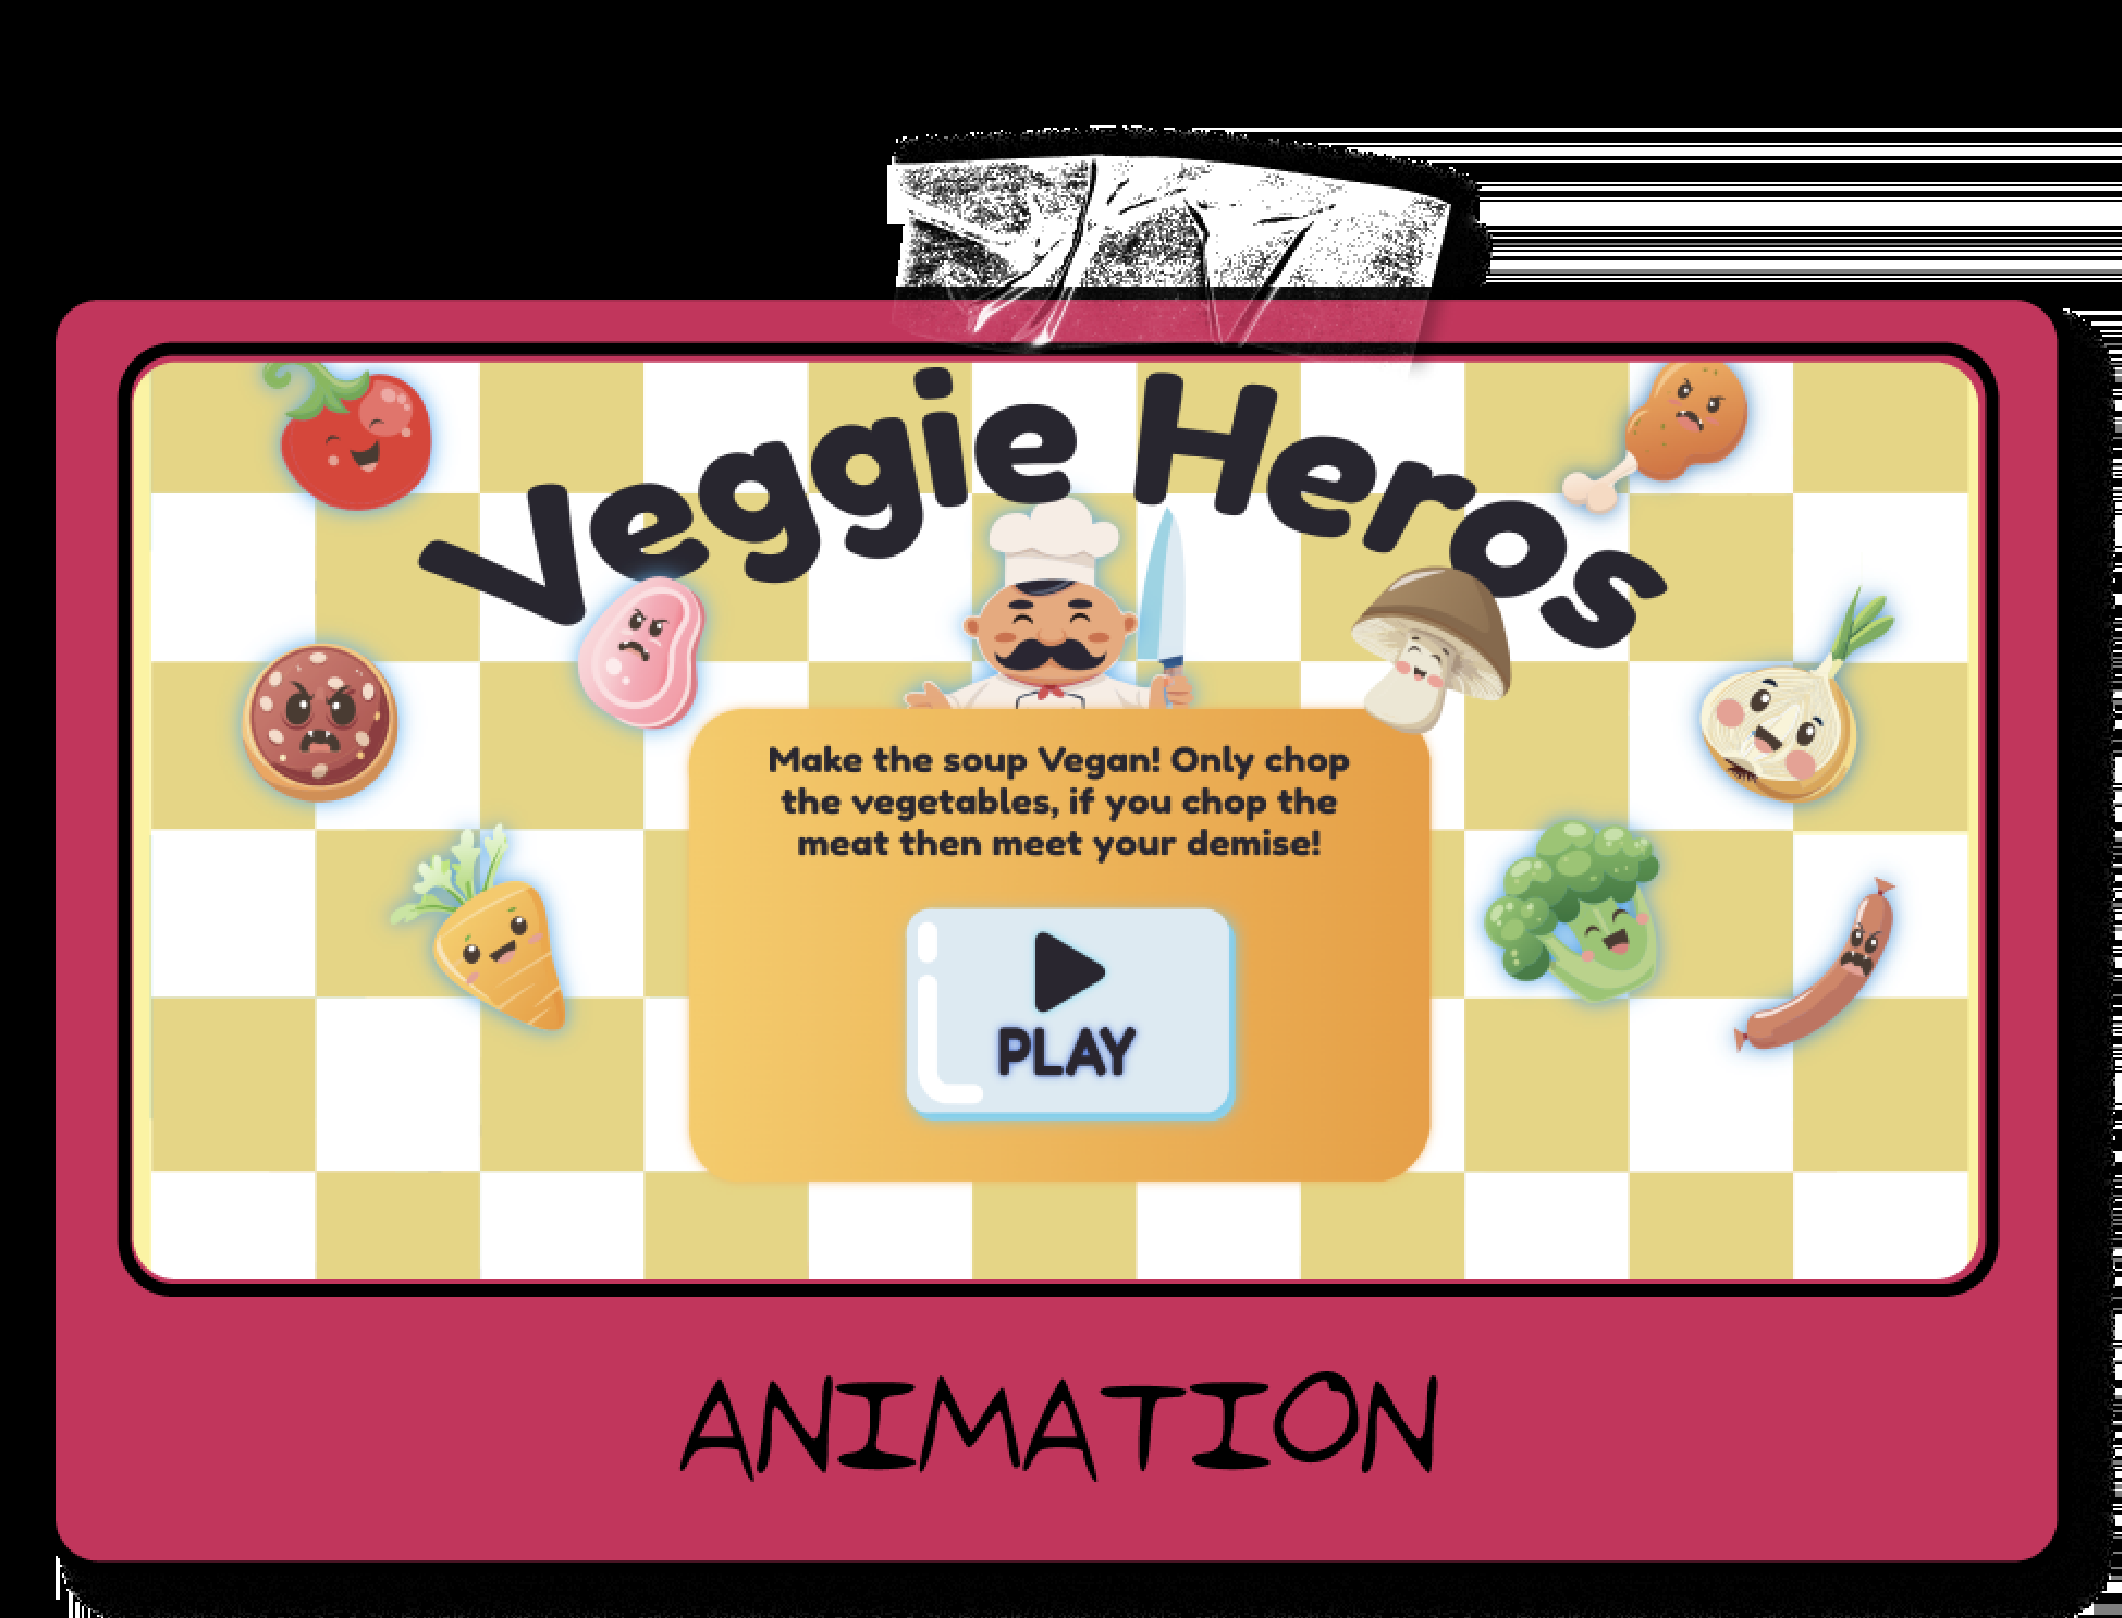 Veggie Heros
Make the soup Vegan! Only chop
the vegetables, if you chop the
meat then meet your demise!
PLAY
ANIMATION